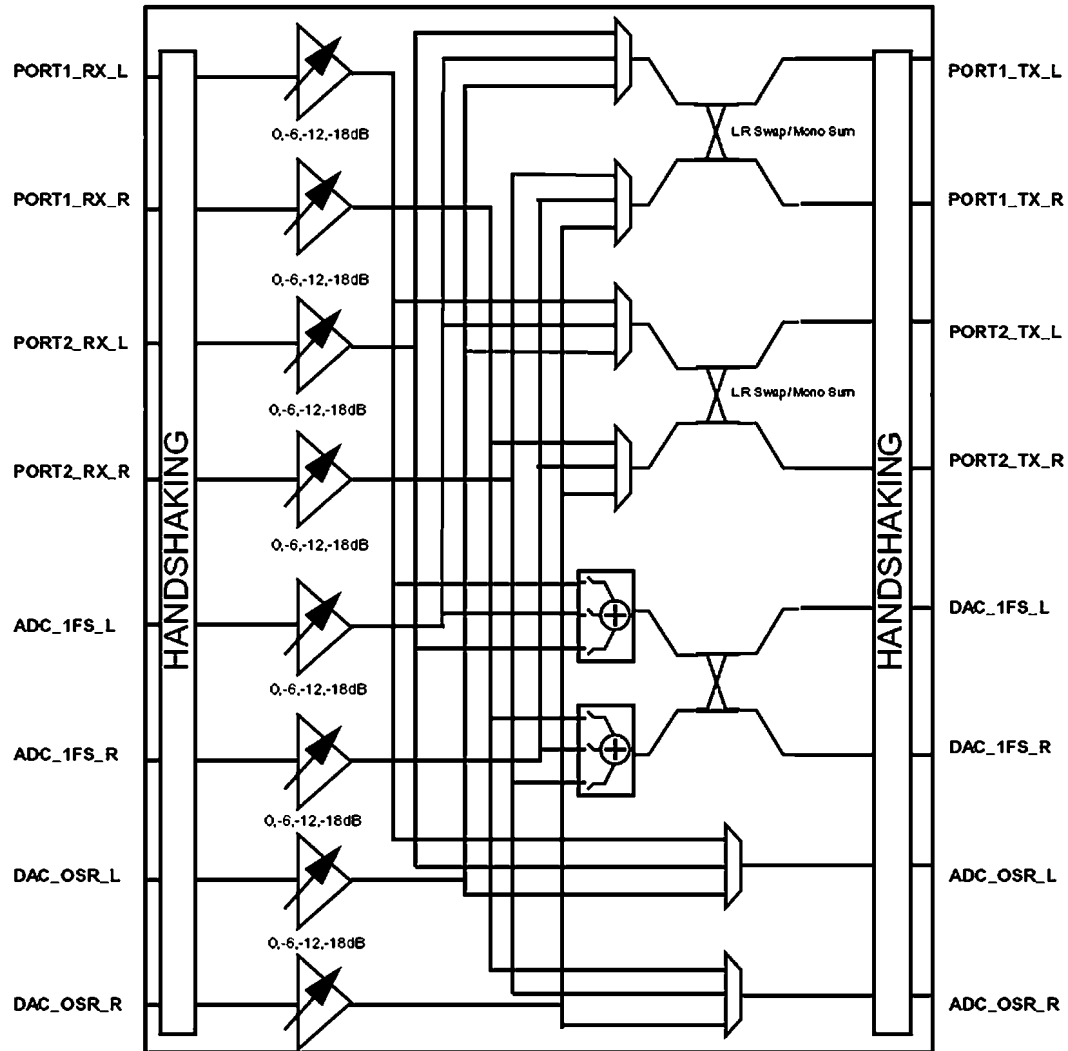 PORT1_RX_L
PORT1_TX_L
0,-6,-12,-18dB
LR Swap/Mono Sum
PORT1_RX_R
PORT1_TX_R
0,-6,-12,-18dB
PORT2_RX_L
PORT2_TX_L
0,-6,-12,-18dB
LR Swap/Mono Sum
PORT2_RX_R
PORT2_TX_R
HANDSHAKING
HANDSHAKING
0,-6,-12,-18dB
ADC_1FS_L
DAC_1FS_L
0,-6,-12,-18dB
ADC_1FS_R
DAC_1FS_R
0,-6,-12,-18dB
DAC_OSR_L
ADC_OSR_L
0,-6,-12,-18dB
DAC_OSR_R
ADC_OSR_R